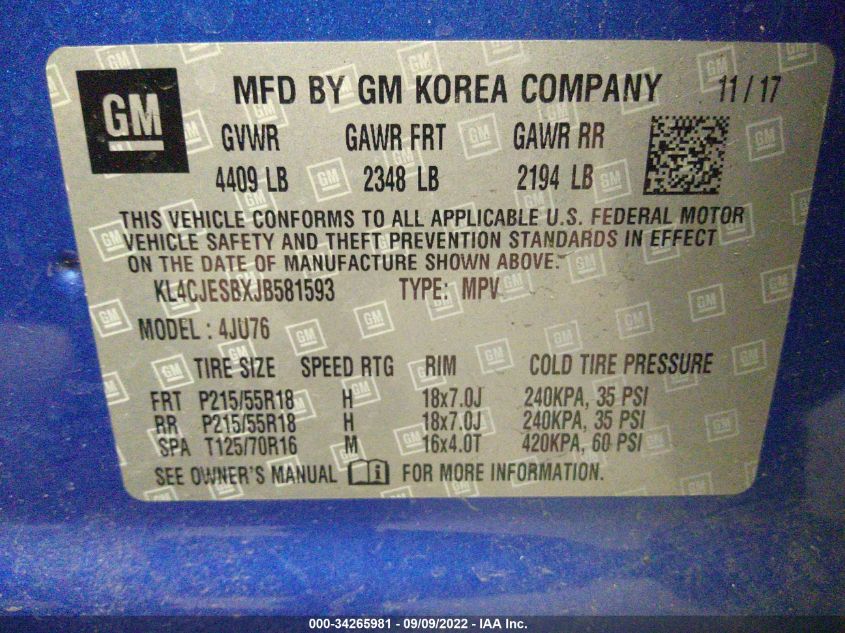 GM MFD BY GM KOREA COMPANY 11/17
GVWR GAWR FRT GAWR RR
4409 LB 2348 LB 2194 LB
THIS VEHICLE CONFORMS TO ALL APPLICABLE U.S. FEDERAL MOTOR
VEHICLE SAFETY AND THEFT PREVENTION STANDARDS IN EFFECT
ON THE DATE OF MANUFACTURE SHOWN ABOVE.
KL4CJESBXJB581593 TYPE: MPV
MODEL: 4JU76
TIRE SIZE SPEED RTG RIM COLD TIRE PRESSURE
FRT P215/55R18 H 18x7.0J 240KPA, 35 PSI
RR P215/55R18 H 18x7.0J 240KPA, 35 PSI
SPA T125/70R16 M 16x4.0T 420KPA, 60 PSI
SEE OWNER'S MANUAL FOR MORE INFORMATION.
000-34265981 - 09/09/2022 - IAA Inc.